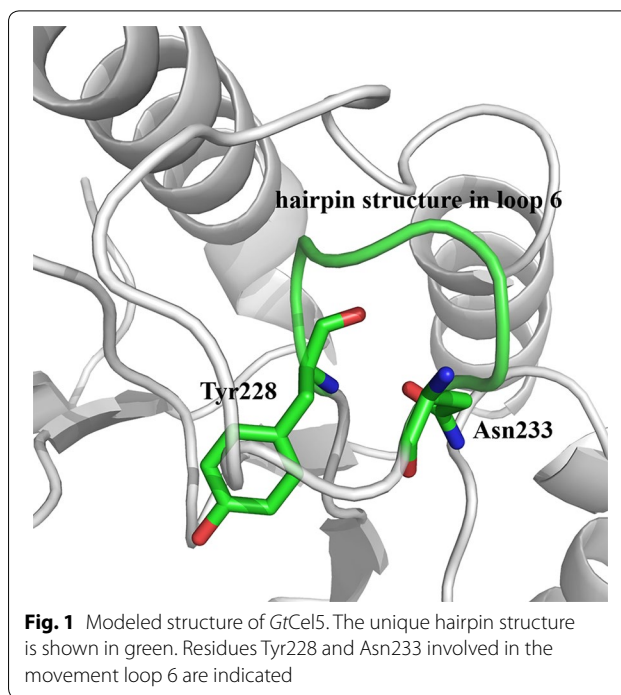 hairpin structure in loop 6
Tyr228
Asn233
Fig. 1 Modeled structure of GtCel5. The unique hairpin structure
is shown in green. Residues Tyr228 and Asn233 involved in the
movement loop 6 are indicated